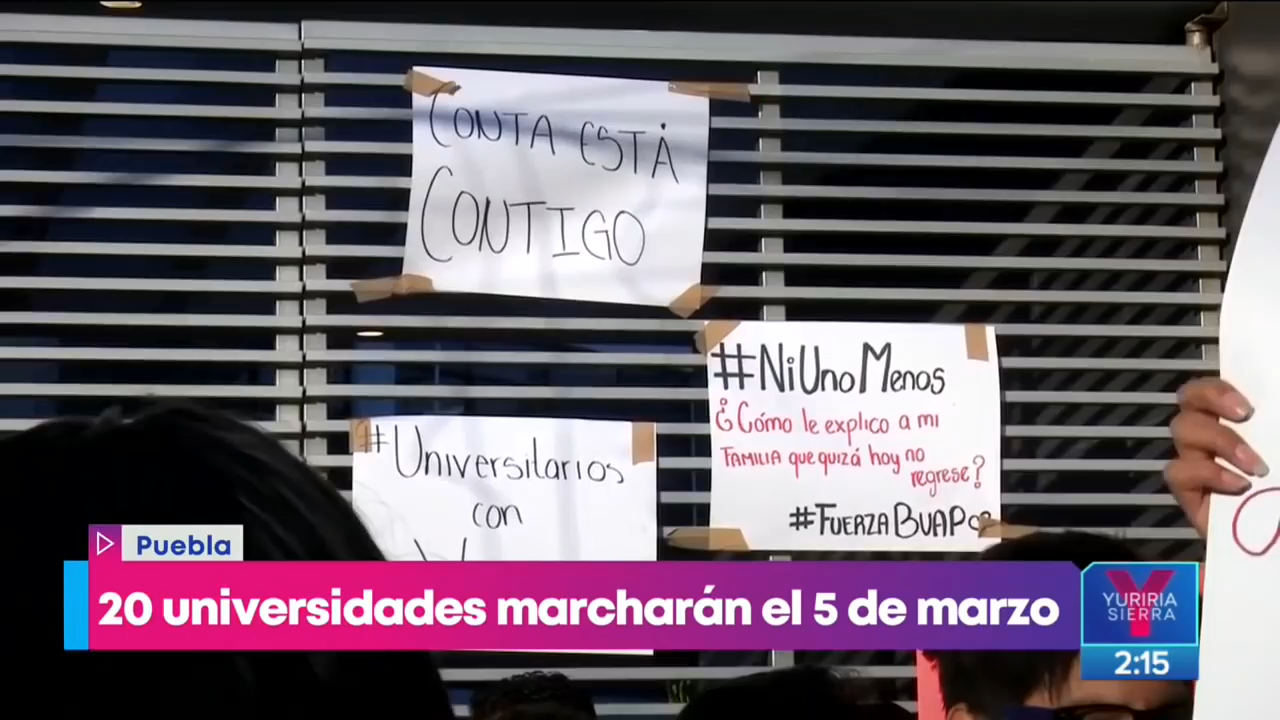 CONTA ESTÁ
CONTIGO
#NiUnoMenos
¿Cómo le explico a mi
FAMILIA que quizá hoy no
regrese?
#FUERZABUAP
#Universitarios
con
Puebla
20 universidades marcharán el 5 de marzo
YURIRIA
SIERRA
2:15